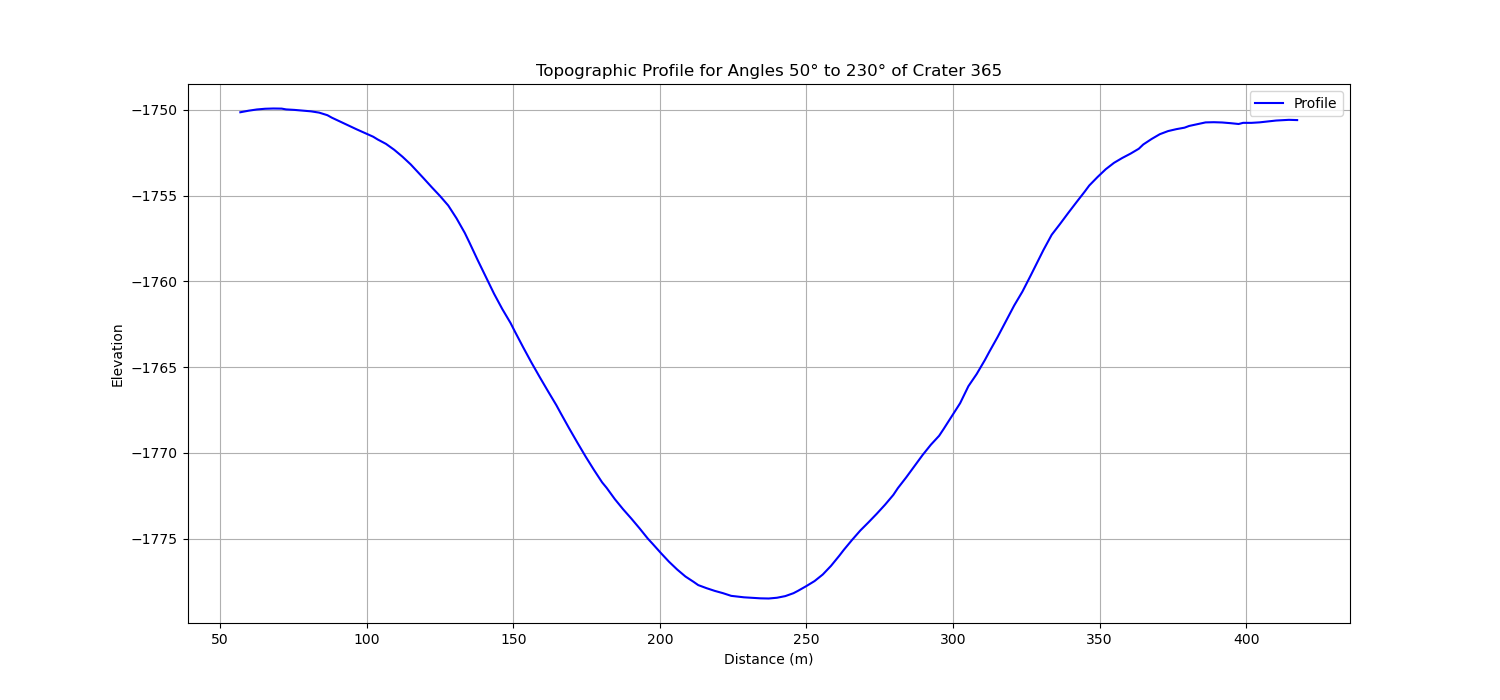 Topographic Profile for Angles 50° to 230° of Crater 365
Profile
−1750
−1755
−1760
−1765
−1770
−1775
Elevation
50 100 150 200 250 300 350 400
Distance (m)